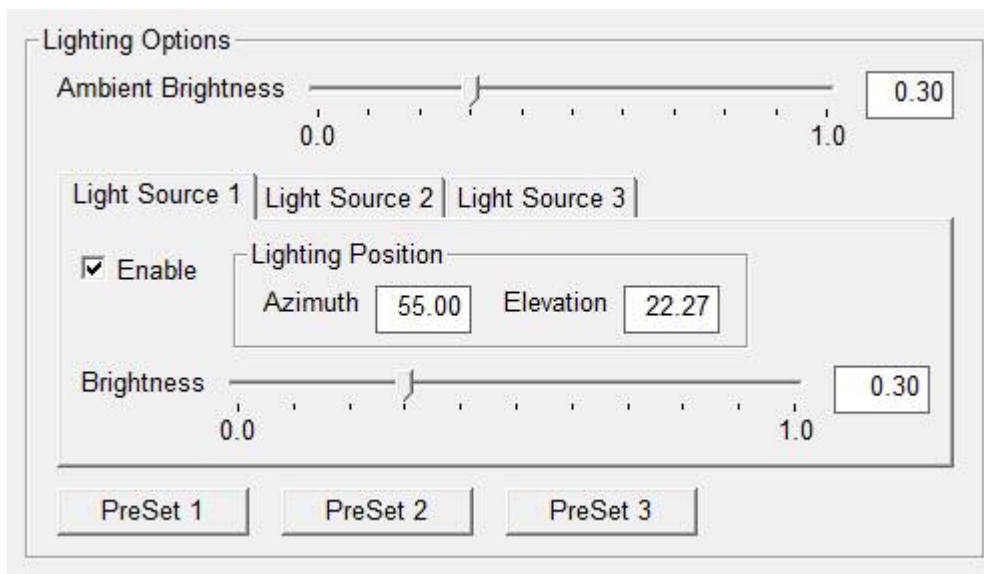 Lighting Options
Ambient Brightness 0.30
0.0 1.0
Light Source 1 Light Source 2 Light Source 3
Enable
Lighting Position
Azimuth 55.00 Elevation 22.27
Brightness 0.30
0.0 1.0
PreSet 1 PreSet 2 PreSet 3